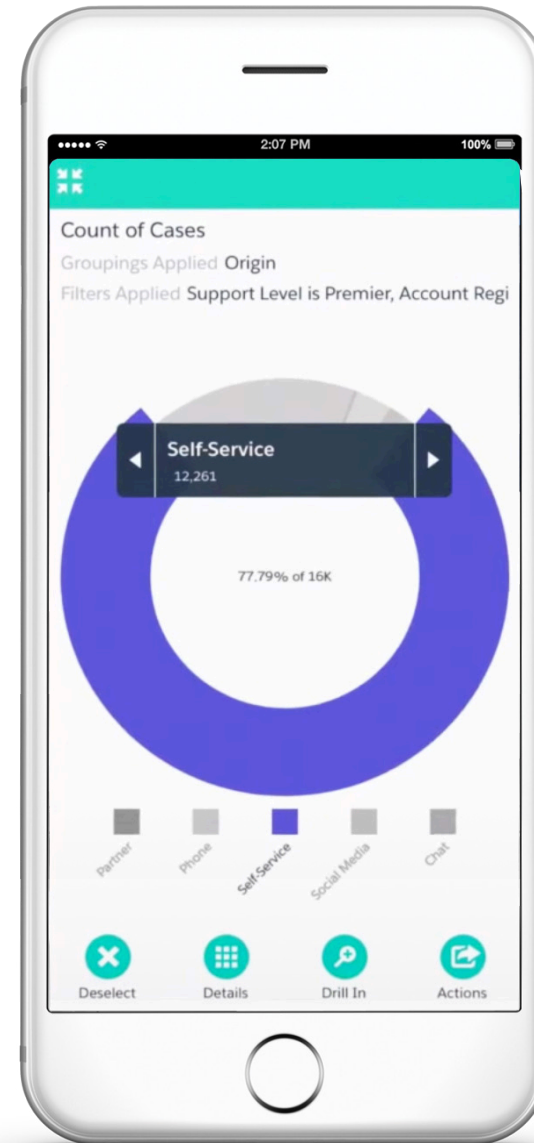 2:07 PM
100%
Count of Cases
Groupings Applied Origin
Filters Applied Support Level is Premier, Account Regi
Self-Service
12,261
77.79% of 16K
Partner
Phone
Self-Service
Social Media
Chat
Deselect
Details
Drill In
Actions